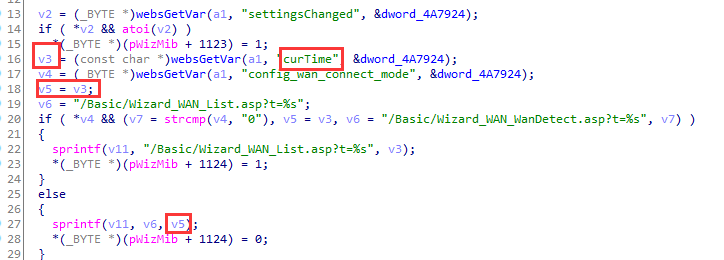 13 v2 = (_BYTE *)websGetVar(a1, "settingsChanged", &dword_4A7924);
14 if ( *v2 && atoi(v2) )
15 *(_BYTE *)(pWizMib + 1123) = 1;
16 v3 = (const char *)websGetVar(a1, "curTime", &dword_4A7924);
17 v4 = (_BYTE *)websGetVar(a1, "config_wan_connect_mode", &dword_4A7924);
18 v5 = v3;
19 v6 = "/Basic/Wizard_WAN_List.asp?t=%s";
20 if ( *v4 && (v7 = strcmp(v4, "0"), v5 = v3, v6 = "/Basic/Wizard_WAN_WanDetect.asp?t=%s", v7) )
21 {
22 sprintf(v11, "/Basic/Wizard_WAN_List.asp?t=%s", v3);
23 *(_BYTE *)(pWizMib + 1124) = 1;
24 }
25 else
26 {
27 sprintf(v11, v6, v5);
28 *(_BYTE *)(pWizMib + 1124) = 0;
29 }